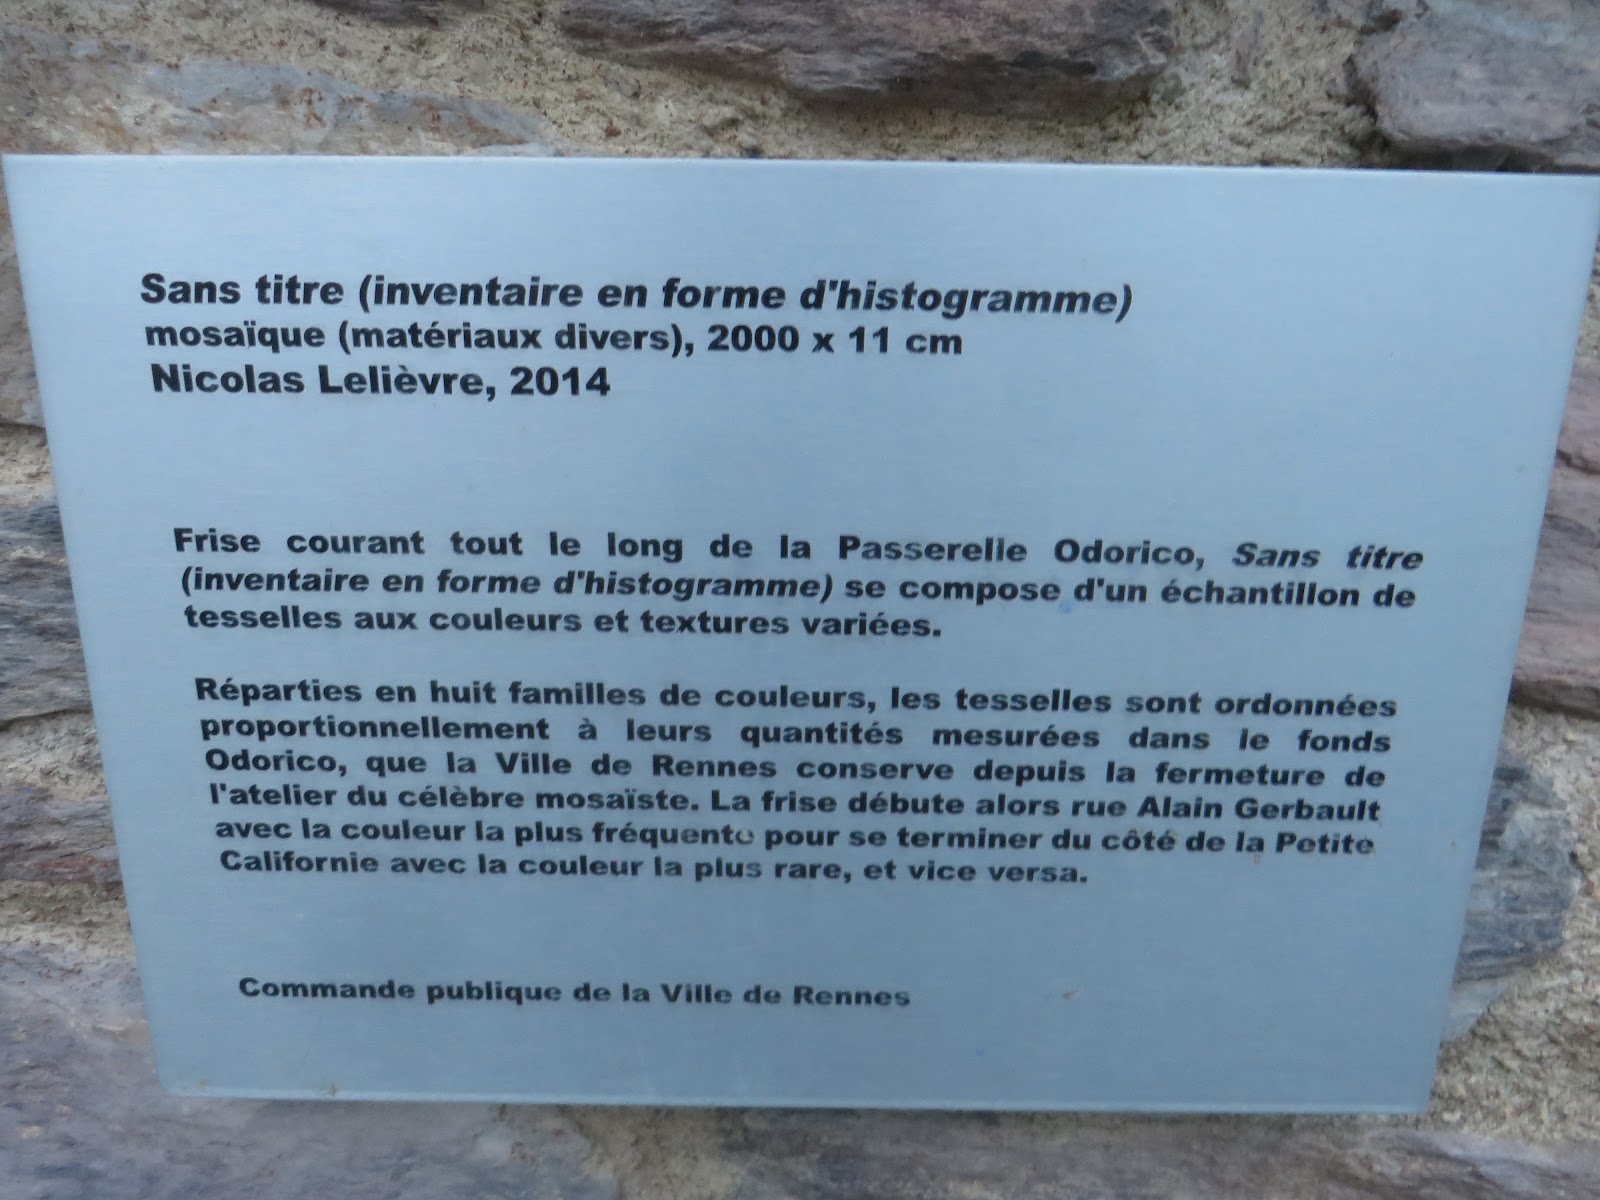 Sans titre (inventaire en forme d'histogramme)
mosaïque (matériaux divers), 2000 x 11 cm
Nicolas Lelièvre, 2014
Frise courant tout le long de la Passerelle Odorico, Sans titre
(inventaire en forme d'histogramme) se compose d'un échantillon de
tesselles aux couleurs et textures variées.
Réparties en huit familles de couleurs, les tesselles sont ordonnées
proportionnellement à leurs quantités mesurées dans le fonds
Odorico, que la Ville de Rennes conserve depuis la fermeture de
l'atelier du célèbre mosaïste. La frise débute alors rue Alain Gerbault
avec la couleur la plus fréquente pour se terminer du côté de la Petite
Californie avec la couleur la plus rare, et vice versa.
Commande publique de la Ville de Rennes